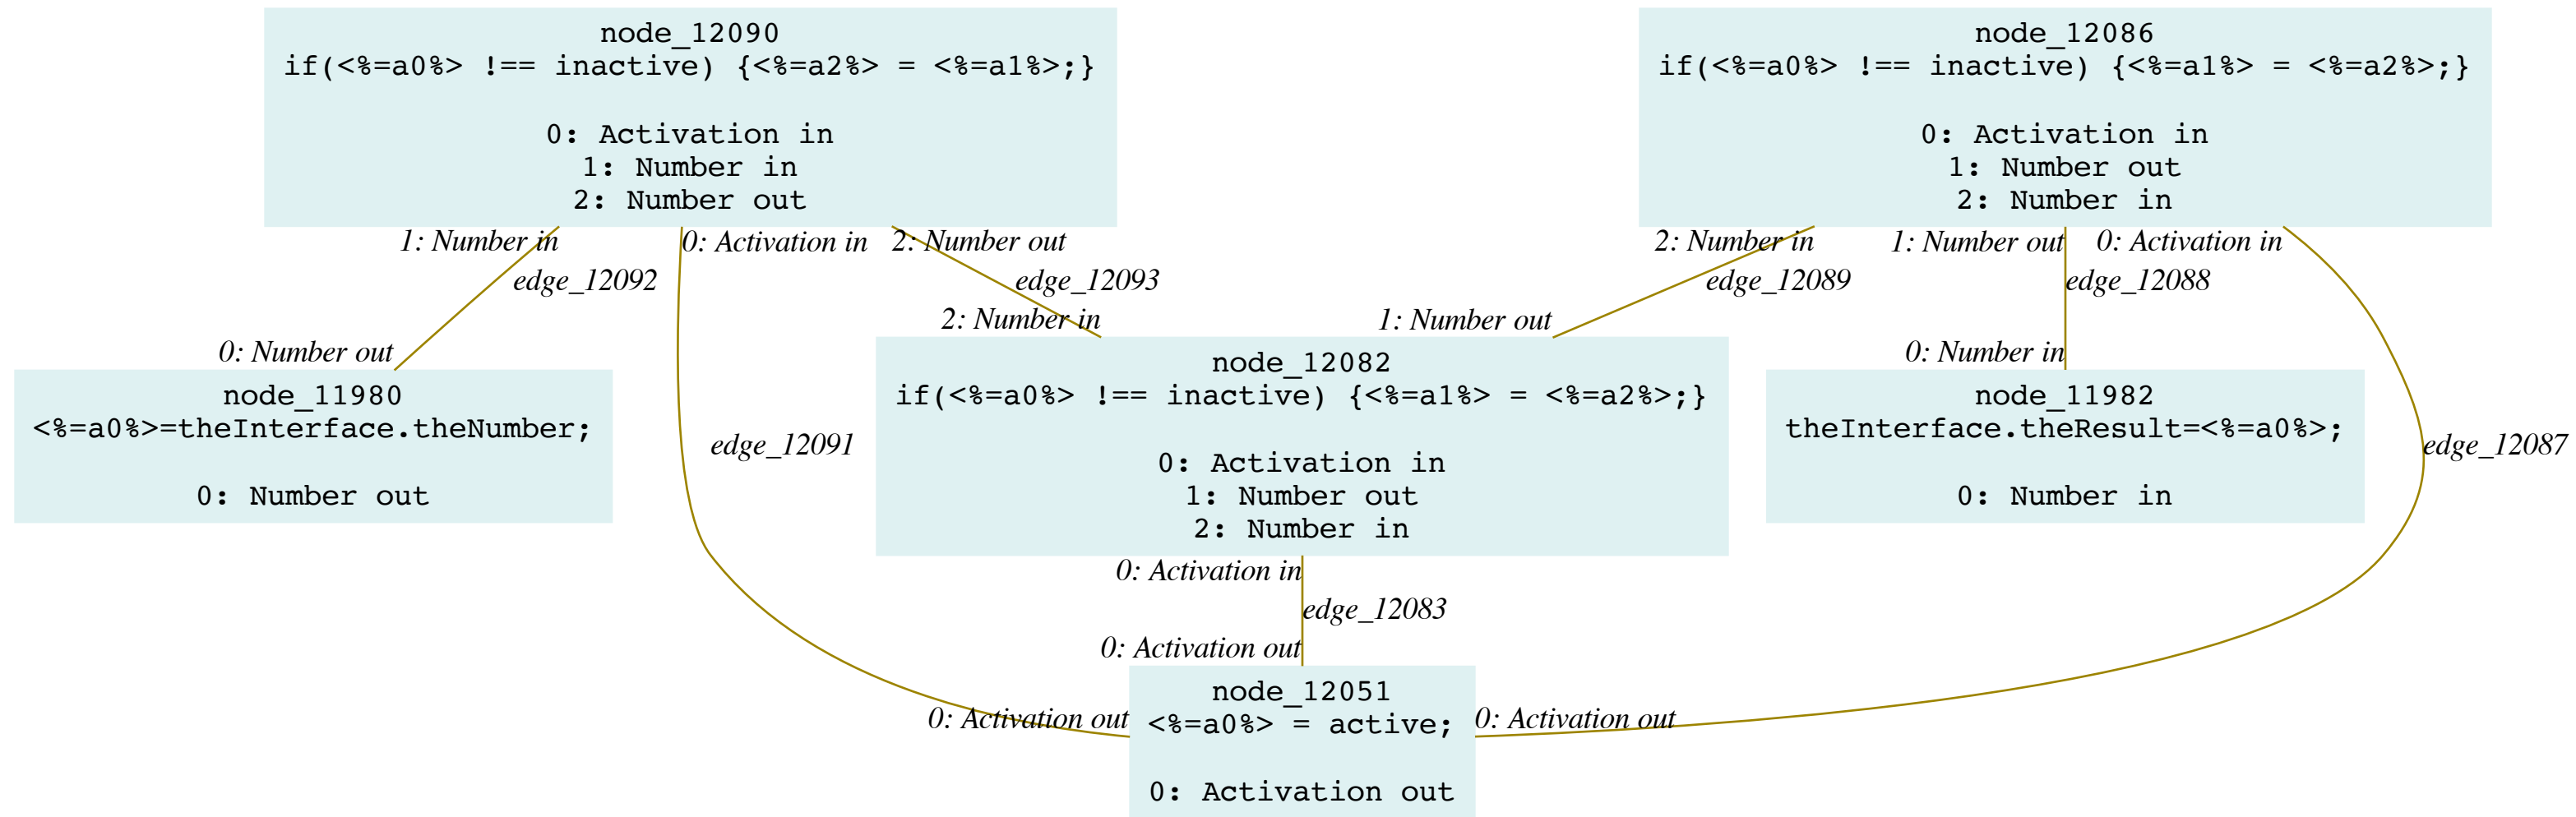 node_12090
if(<%=a0%> !== inactive) {<%=a2%> = <%=a1%>;}
0: Activation in
1: Number in
2: Number out
node_12086
if(<%=a0%> !== inactive) {<%=a1%> = <%=a2%>;}
0: Activation in
1: Number out
2: Number in
1: Number in
0: Activation in
2: Number out
2: Number in
1: Number out
0: Activation in
edge_12092
edge_12093
edge_12089
edge_12088
2: Number in
1: Number out
0: Number out
0: Number in
node_11980
<%=a0%>=theInterface.theNumber;
0: Number out
edge_12091
node_12082
if(<%=a0%> !== inactive) {<%=a1%> = <%=a2%>;}
0: Activation in
1: Number out
2: Number in
node_11982
theInterface.theResult=<%=a0%>;
0: Number in
edge_12087
0: Activation in
edge_12083
0: Activation out
0: Activation out
node_12051
<%=a0%> = active;
0: Activation out
0: Activation out